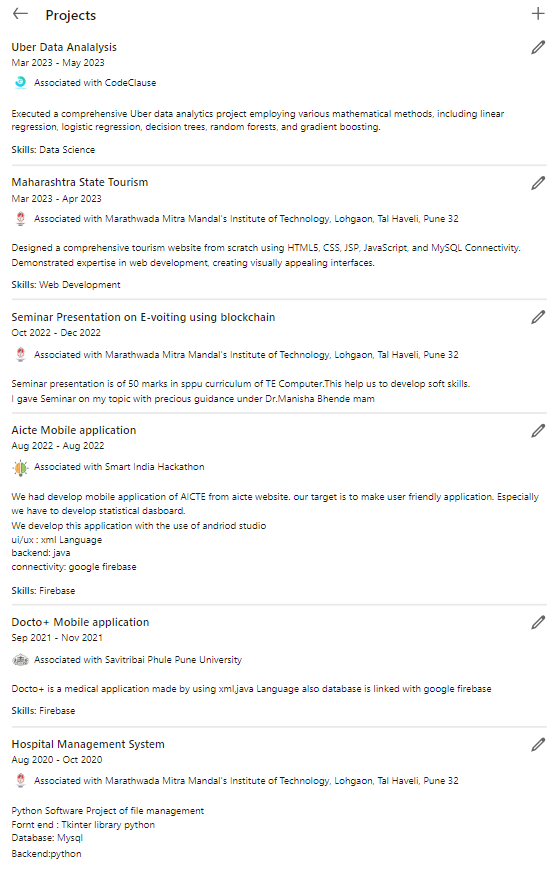 Projects
Uber Data Analalysis
Mar 2023 - May 2023
Associated with CodeClause
Executed a comprehensive Uber data analytics project employing various mathematical methods, including linear
regression, logistic regression, decision trees, random forests, and gradient boosting.
Skills: Data Science
Maharashtra State Tourism
Mar 2023 - Apr 2023
Associated with Marathwada Mitra Mandal's Institute of Technology, Lohgaon, Tal Haveli, Pune 32
Designed a comprehensive tourism website from scratch using HTML5, CSS, JSP, JavaScript, and MySQL Connectivity.
Demonstrated expertise in web development, creating visually appealing interfaces.
Skills: Web Development
Seminar Presentation on E-voiting using blockchain
Oct 2022 - Dec 2022
Associated with Marathwada Mitra Mandal's Institute of Technology, Lohgaon, Tal Haveli, Pune 32
Seminar presentation is of 50 marks in sppu curriculum of TE Computer.This help us to develop soft skills.
I gave Seminar on my topic with precious guidance under Dr.Manisha Bhende mam
Aicte Mobile application
Aug 2022 - Aug 2022
Associated with Smart India Hackathon
We had develop mobile application of AICTE from aicte website. our target is to make user friendly application. Especially
we have to develop statistical dasboard.
We develop this application with the use of andriod studio
ui/ux : xml Language
backend: java
connectivity: google firebase
Skills: Firebase
Docto+ Mobile application
Sep 2021 - Nov 2021
Associated with Savitribai Phule Pune University
Docto+ is a medical application made by using xml,java Language also database is linked with google firebase
Skills: Firebase
Hospital Management System
Aug 2020 - Oct 2020
Associated with Marathwada Mitra Mandal's Institute of Technology, Lohgaon, Tal Haveli, Pune 32
Python Software Project of file management
Fornt end : Tkinter library python
Database: Mysql
Backend:python